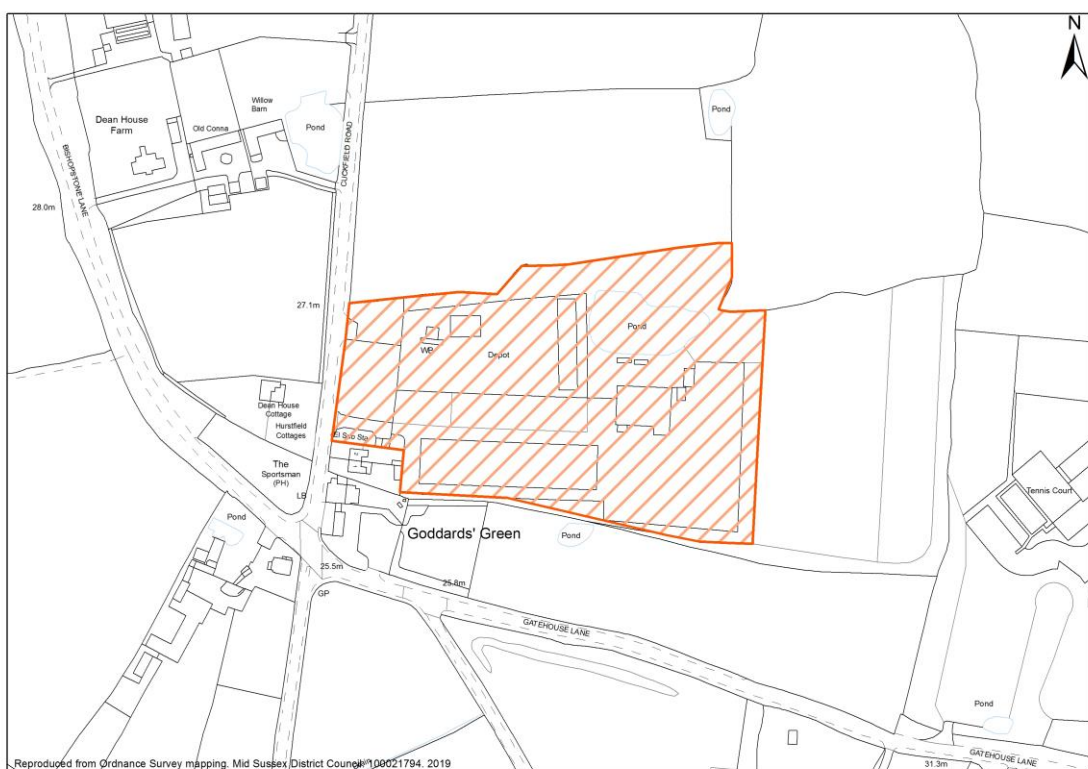 N
Dean House
Farm
Willow
Barn
Old Conna
Pond
Pond
BISHOPSTONE LANE
CUCKFIELD ROAD
28.0m
27.1m
Pond
WB
Depot
Dean House
Cottage
Hurstfield
Cottages
El Sub Sta
The
Sportsman
(PH)
LB
Tennis Court
Pond
Goddards' Green
Pond
25.5m
25.8m
GP
GATEHOUSE LANE
Pond
GATEHOUSE LANE
31.3m
Reproduced from Ordnance Survey mapping. Mid Sussex District Council. 100021794. 2019